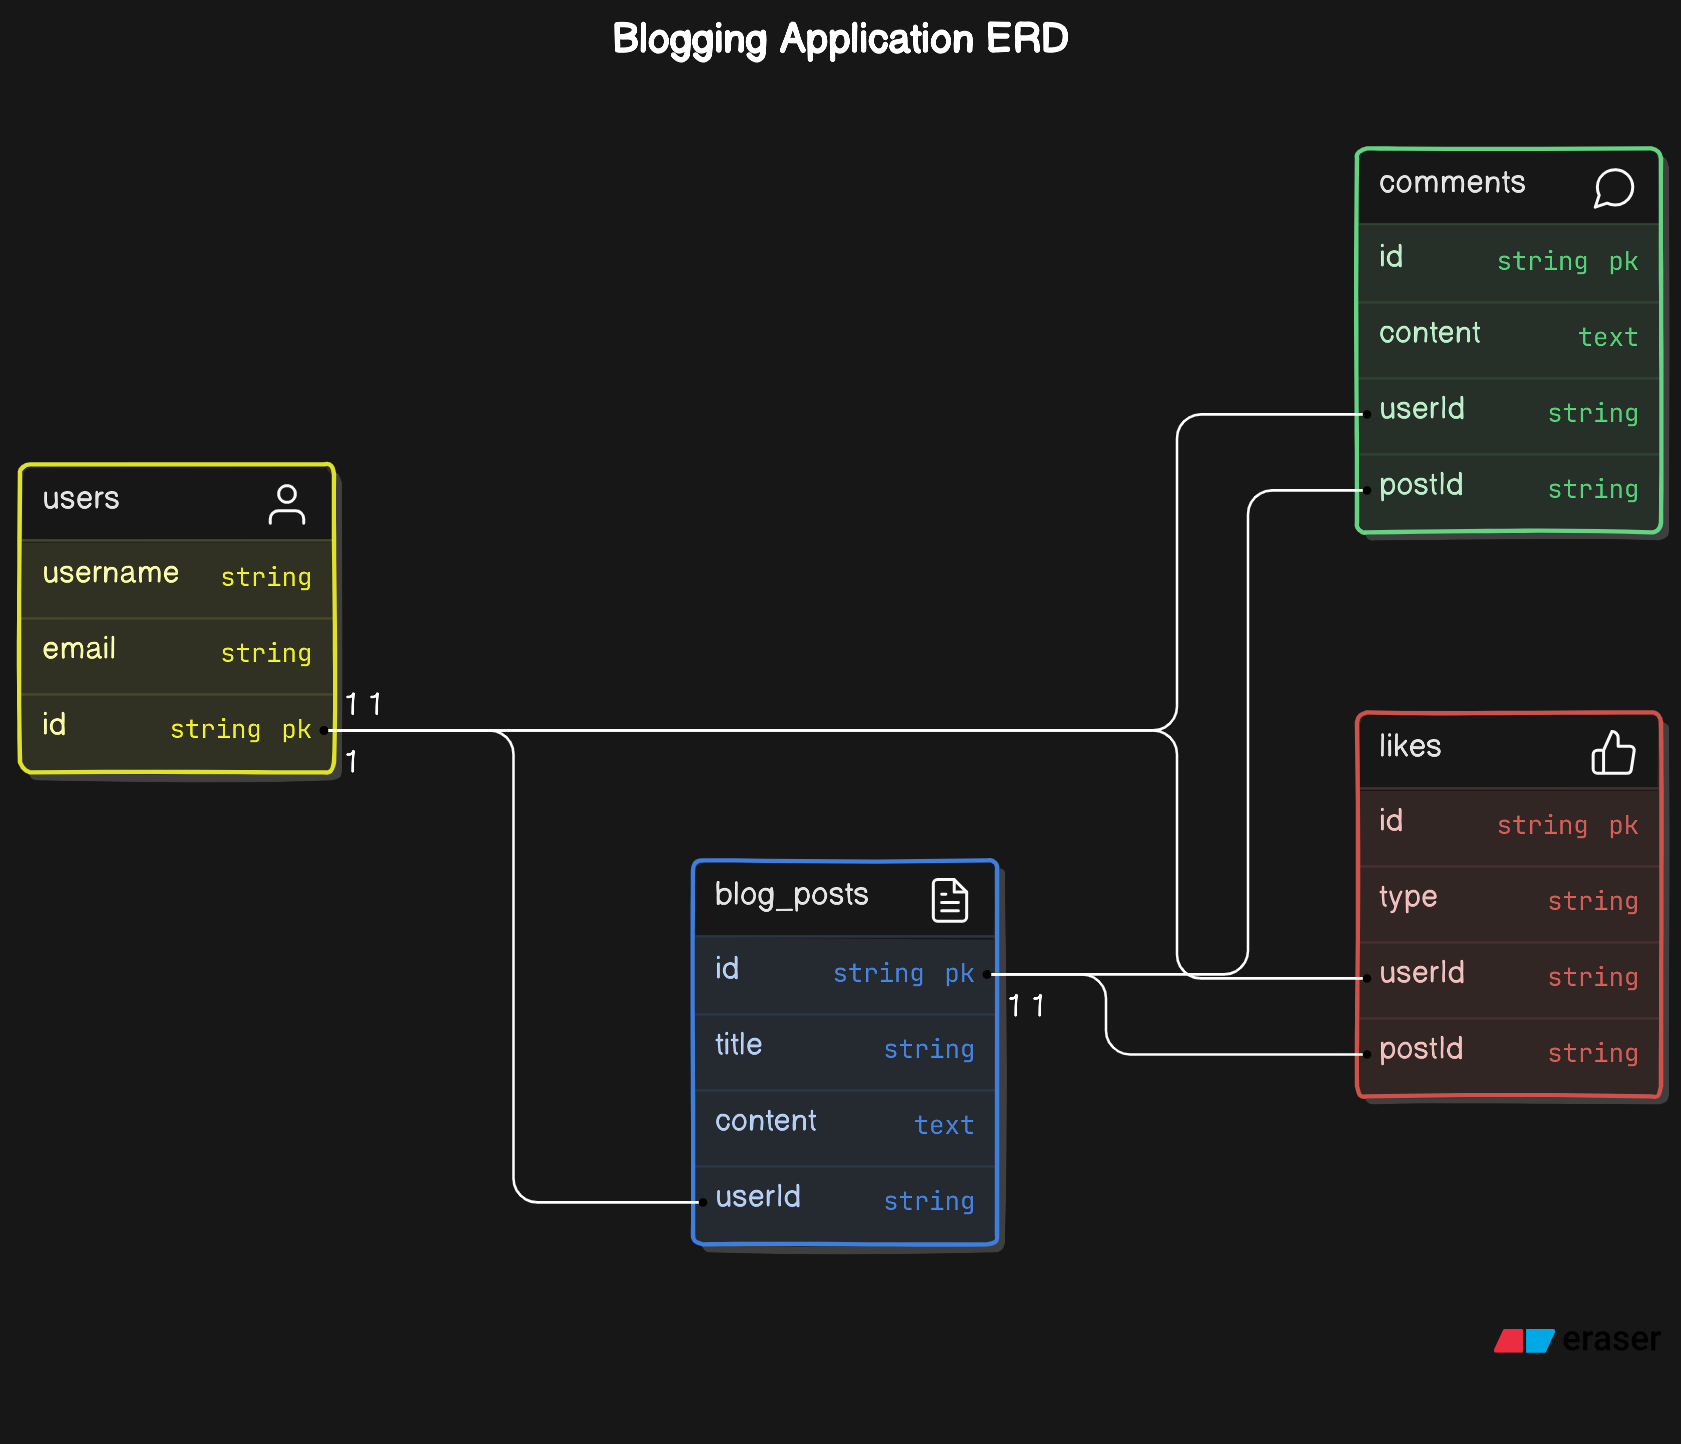 Blogging Application ERD
comments
id string pk
content text
userId string
postId string
users
username string
email string
id string pk
1 1
1
likes
id string pk
type string
userId string
postId string
blog_posts
id string pk
1 1
title string
content text
userId string
eraser